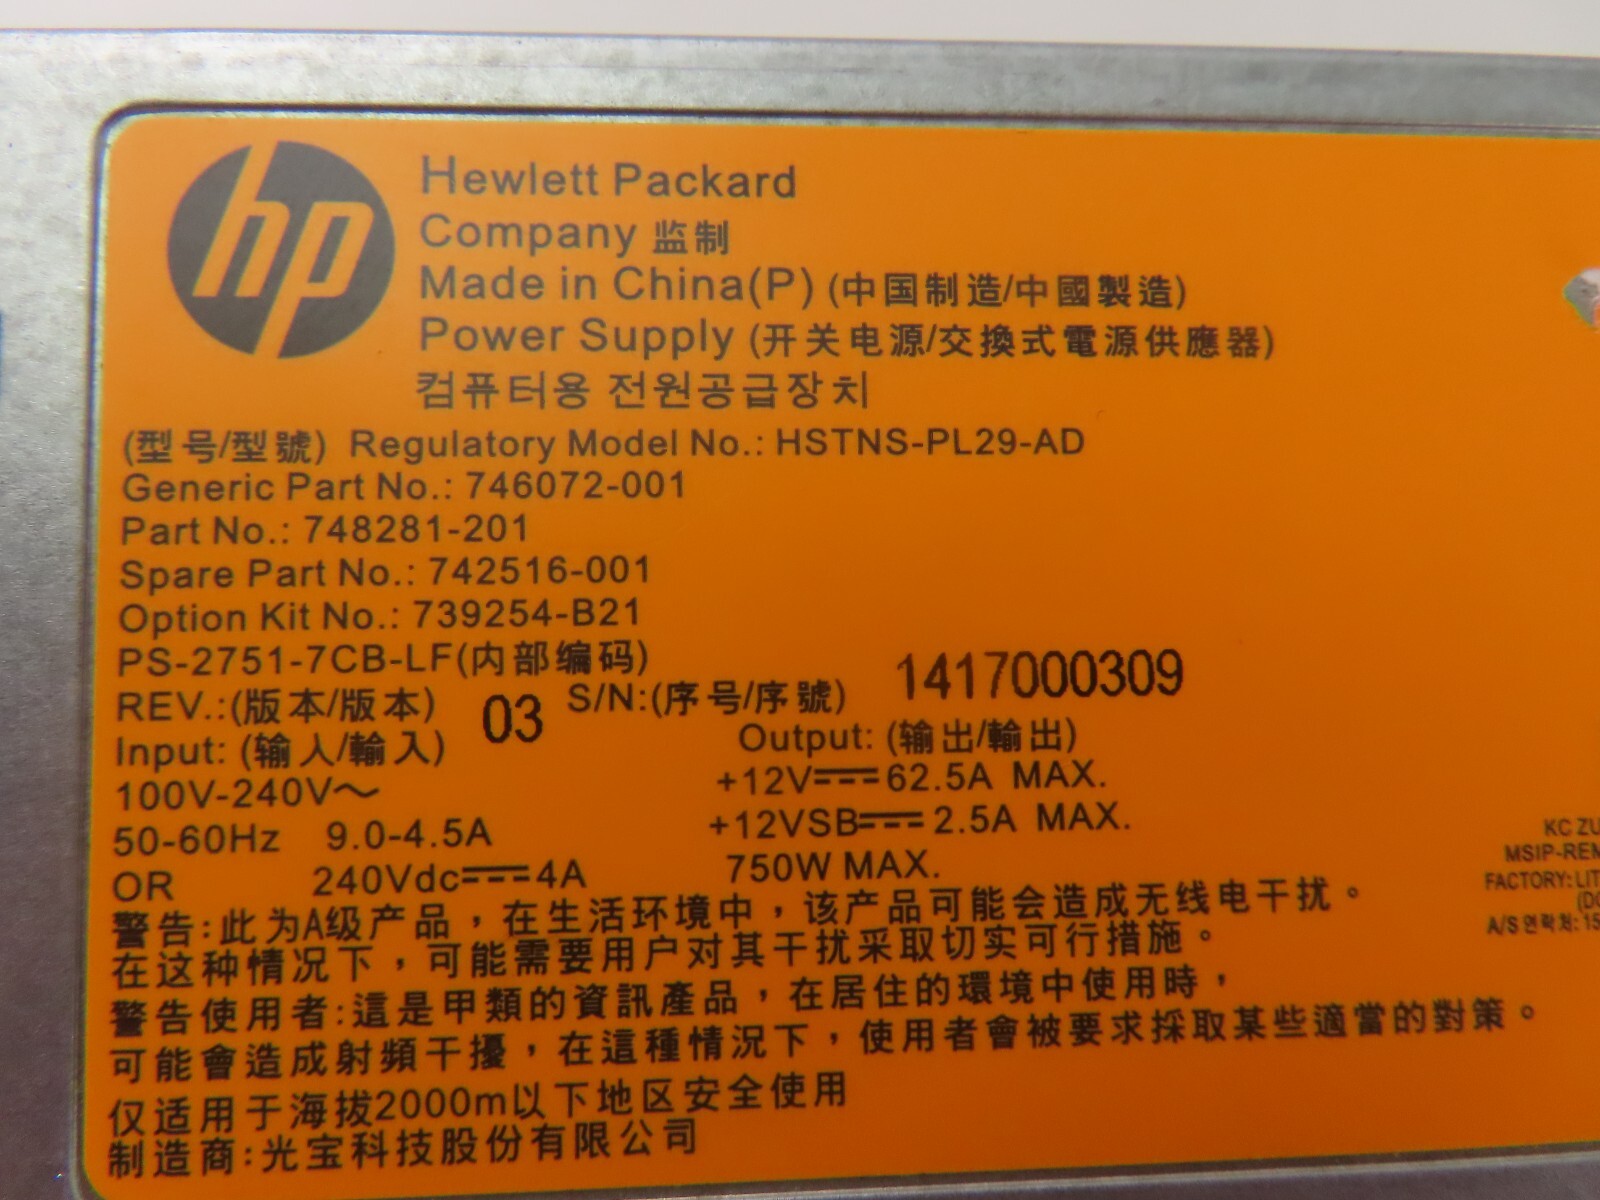 hp
Hewlett Packard
Company 监制
Made in China(P) (中国制造/中國製造)
Power Supply (开关电源/交換式電源供應器)
컴퓨터용 전원공급장치
(型号/型號) Regulatory Model No.: HSTNS-PL29-AD
Generic Part No.: 746072-001
Part No.: 748281-201
Spare Part No.: 742516-001
Option Kit No.: 739254-B21
PS-2751-7CB-LF(内部编码)
REV.:(版本/版本) 03 S/N:(序号/序號) 1417000309
Input: (输入/輸入) Output: (输出/輸出)
100V-240V～ +12V⎓62.5A MAX.
50-60Hz 9.0-4.5A +12VSB⎓2.5A MAX.
OR 240Vdc⎓4A 750W MAX.
警告:此为A级产品，在生活环境中，该产品可能会造成无线电干扰。
在这种情况下，可能需要用户对其干扰采取切实可行措施。
警告使用者:這是甲類的資訊產品，在居住的環境中使用時，
可能會造成射頻干擾，在這種情況下，使用者會被要求採取某些適當的對策。
仅适用于海拔2000m以下地区安全使用
制造商:光宝科技股份有限公司
KC ZU
MSIP-REM
FACTORY: LIT
(DG
A/S연락처: 15